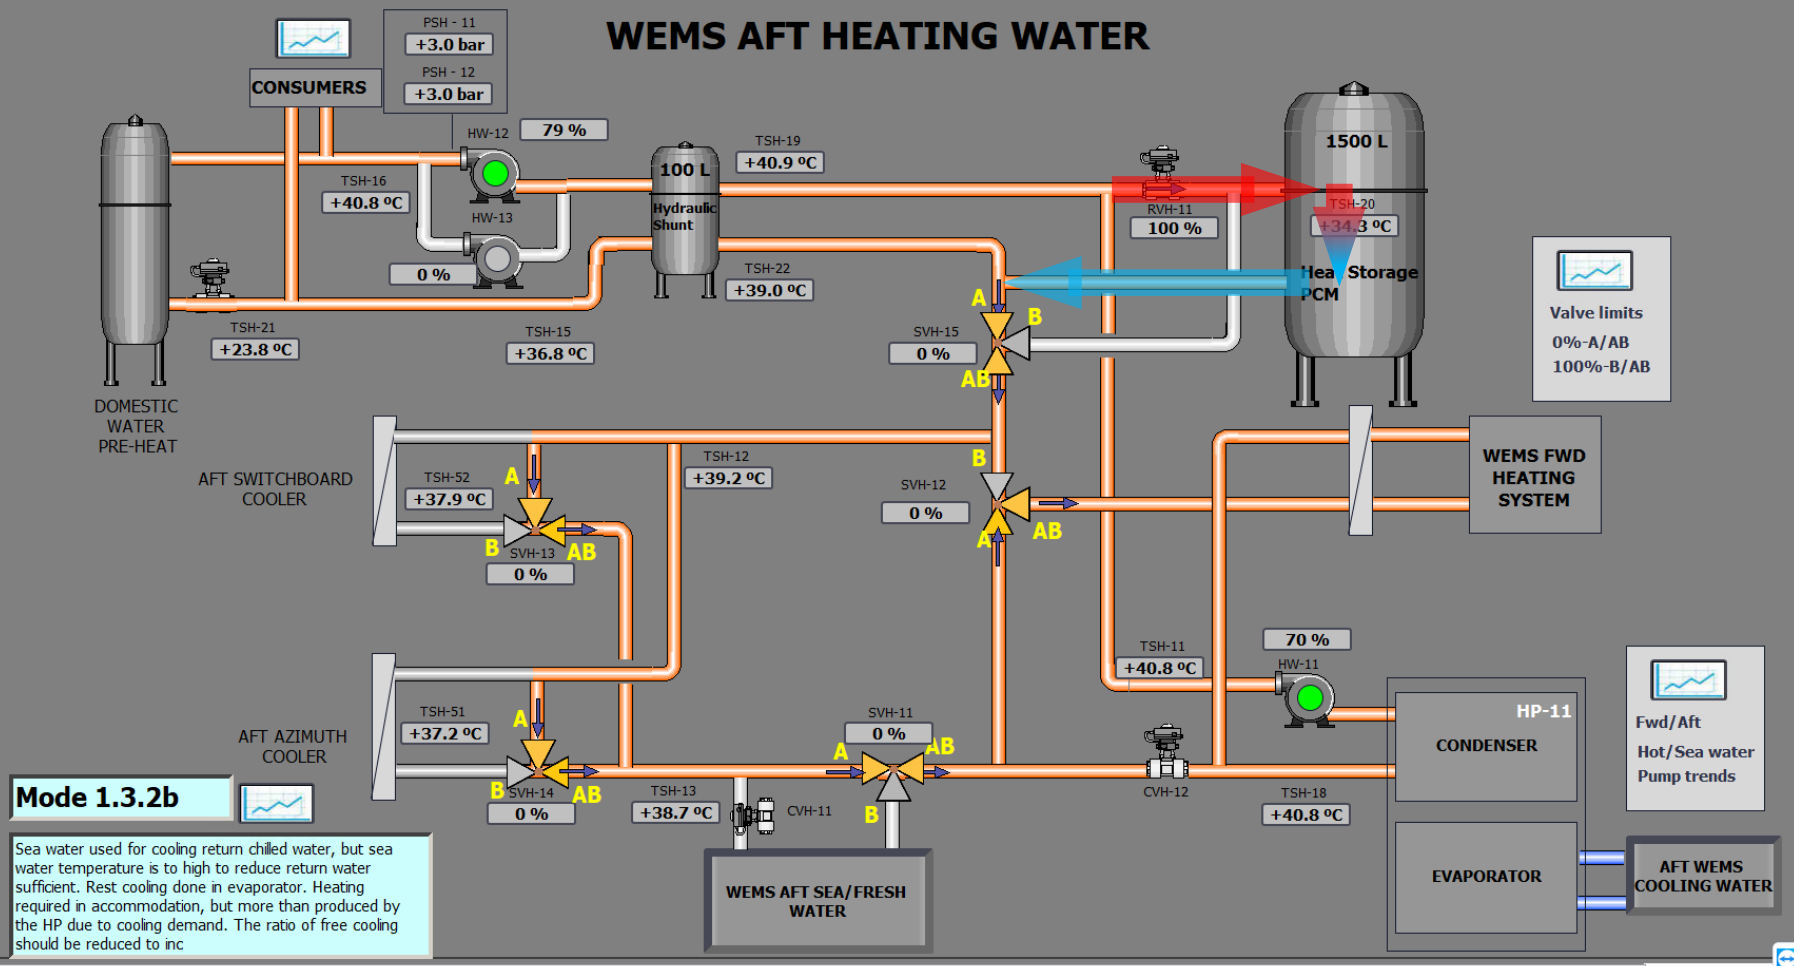 WEMS AFT HEATING WATER
PSH - 11
+3.0 bar
PSH - 12
+3.0 bar
CONSUMERS
HW-12
79 %
TSH-16
+40.8 ºC
HW-13
0 %
100 L
Hydraulic
Shunt
TSH-19
+40.9 ºC
TSH-22
+39.0 ºC
RVH-11
100 %
1500 L
TSH-20
+34.3 ºC
Heat Storage
PCM
TSH-21
+23.8 ºC
TSH-15
+36.8 ºC
DOMESTIC
WATER
PRE-HEAT
A
B
SVH-15
0 %
AB
Valve limits
0%-A/AB
100%-B/AB
AFT SWITCHBOARD
COOLER
TSH-52
+37.9 ºC
A
B
AB
SVH-13
0 %
TSH-12
+39.2 ºC
B
SVH-12
0 %
A
AB
WEMS FWD
HEATING
SYSTEM
AFT AZIMUTH
COOLER
TSH-51
+37.2 ºC
A
B
AB
SVH-14
0 %
TSH-13
+38.7 ºC
CVH-11
SVH-11
0 %
A
AB
B
TSH-11
+40.8 ºC
70 %
HW-11
CVH-12
TSH-18
+40.8 ºC
HP-11
CONDENSER
EVAPORATOR
Fwd/Aft
Hot/Sea water
Pump trends
AFT WEMS
COOLING WATER
WEMS AFT SEA/FRESH
WATER
Mode 1.3.2b
Sea water used for cooling return chilled water, but sea
water temperature is to high to reduce return water
sufficient. Rest cooling done in evaporator. Heating
required in accommodation, but more than produced by
the HP due to cooling demand. The ratio of free cooling
should be reduced to inc